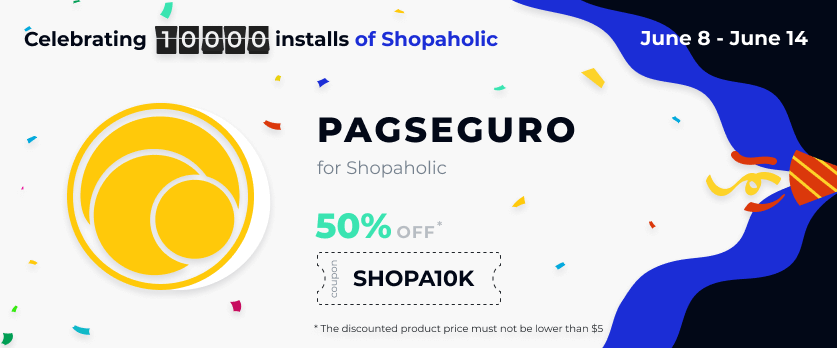 Celebrating 10000 installs of Shopaholic
June 8 - June 14
PAGSEGURO
for Shopaholic
50% OFF*
coupon
SHOPA10K
* The discounted product price must not be lower than $5